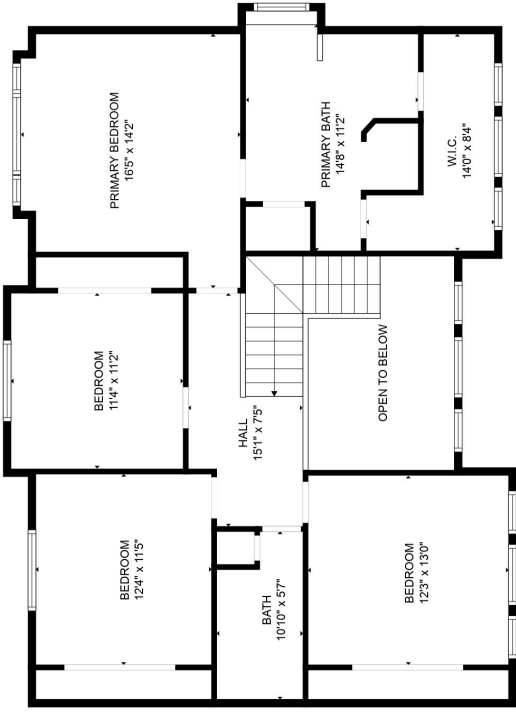 PRIMARY BEDROOM
16'5" x 14'2"
PRIMARY BATH
14'8" x 11'2"
W.I.C.
14'0" x 8'4"
BEDROOM
11'4" x 11'2"
HALL
15'1" x 7'5"
OPEN TO BELOW
BEDROOM
12'4" x 11'5"
BATH
10'10" x 5'7"
BEDROOM
12'3" x 13'0"